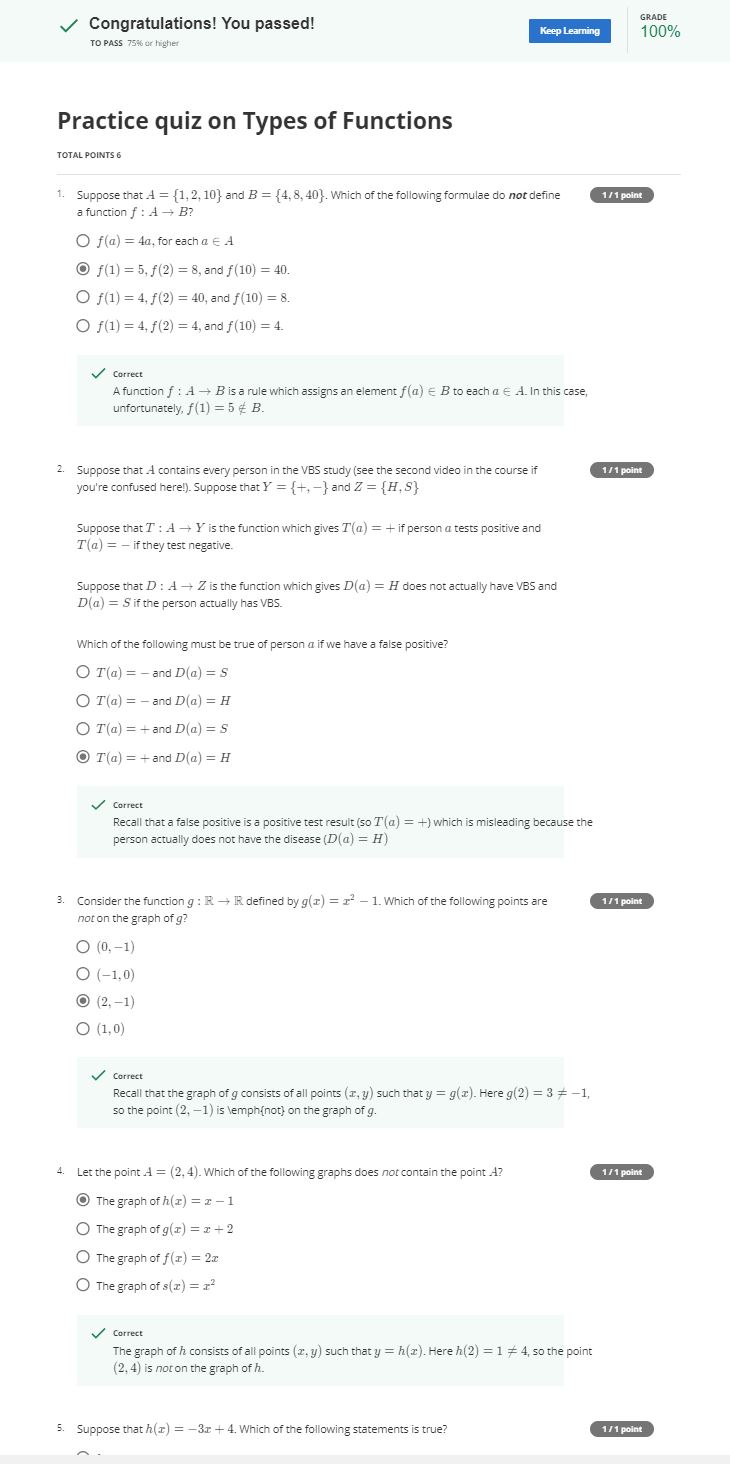 Congratulations! You passed!
TO PASS 75% or higher
Keep Learning
GRADE
100%
Practice quiz on Types of Functions
TOTAL POINTS 6
1. Suppose that A = {1, 2, 10} and B = {4, 8, 40}. Which of the following formulae do not define
a function f : A → B?
1 / 1 point
f(a) = 4a, for each a ∈ A
f(1) = 5, f(2) = 8, and f(10) = 40.
f(1) = 4, f(2) = 40, and f(10) = 8.
f(1) = 4, f(2) = 4, and f(10) = 4.
Correct
A function f : A → B is a rule which assigns an element f(a) ∈ B to each a ∈ A. In this case,
unfortunately, f(1) = 5 ∉ B.
2. Suppose that A contains every person in the VBS study (see the second video in the course if
you're confused here!). Suppose that Y = {+, −} and Z = {H, S}
1 / 1 point
Suppose that T : A → Y is the function which gives T(a) = + if person a tests positive and
T(a) = − if they test negative.
Suppose that D : A → Z is the function which gives D(a) = H does not actually have VBS and
D(a) = S if the person actually has VBS.
Which of the following must be true of person a if we have a false positive?
T(a) = − and D(a) = S
T(a) = − and D(a) = H
T(a) = + and D(a) = S
T(a) = + and D(a) = H
Correct
Recall that a false positive is a positive test result (so T(a) = +) which is misleading because the
person actually does not have the disease (D(a) = H)
3. Consider the function g : ℝ → ℝ defined by g(x) = x² − 1. Which of the following points are
not on the graph of g?
1 / 1 point
(0, −1)
(−1, 0)
(2, −1)
(1, 0)
Correct
Recall that the graph of g consists of all points (x, y) such that y = g(x). Here g(2) = 3 ≠ −1,
so the point (2, −1) is \emph{not} on the graph of g.
4. Let the point A = (2, 4). Which of the following graphs does not contain the point A?
1 / 1 point
The graph of h(x) = x − 1
The graph of g(x) = x + 2
The graph of f(x) = 2x
The graph of s(x) = x²
Correct
The graph of h consists of all points (x, y) such that y = h(x). Here h(2) = 1 ≠ 4, so the point
(2, 4) is not on the graph of h.
5. Suppose that h(x) = −3x + 4. Which of the following statements is true?
1 / 1 point